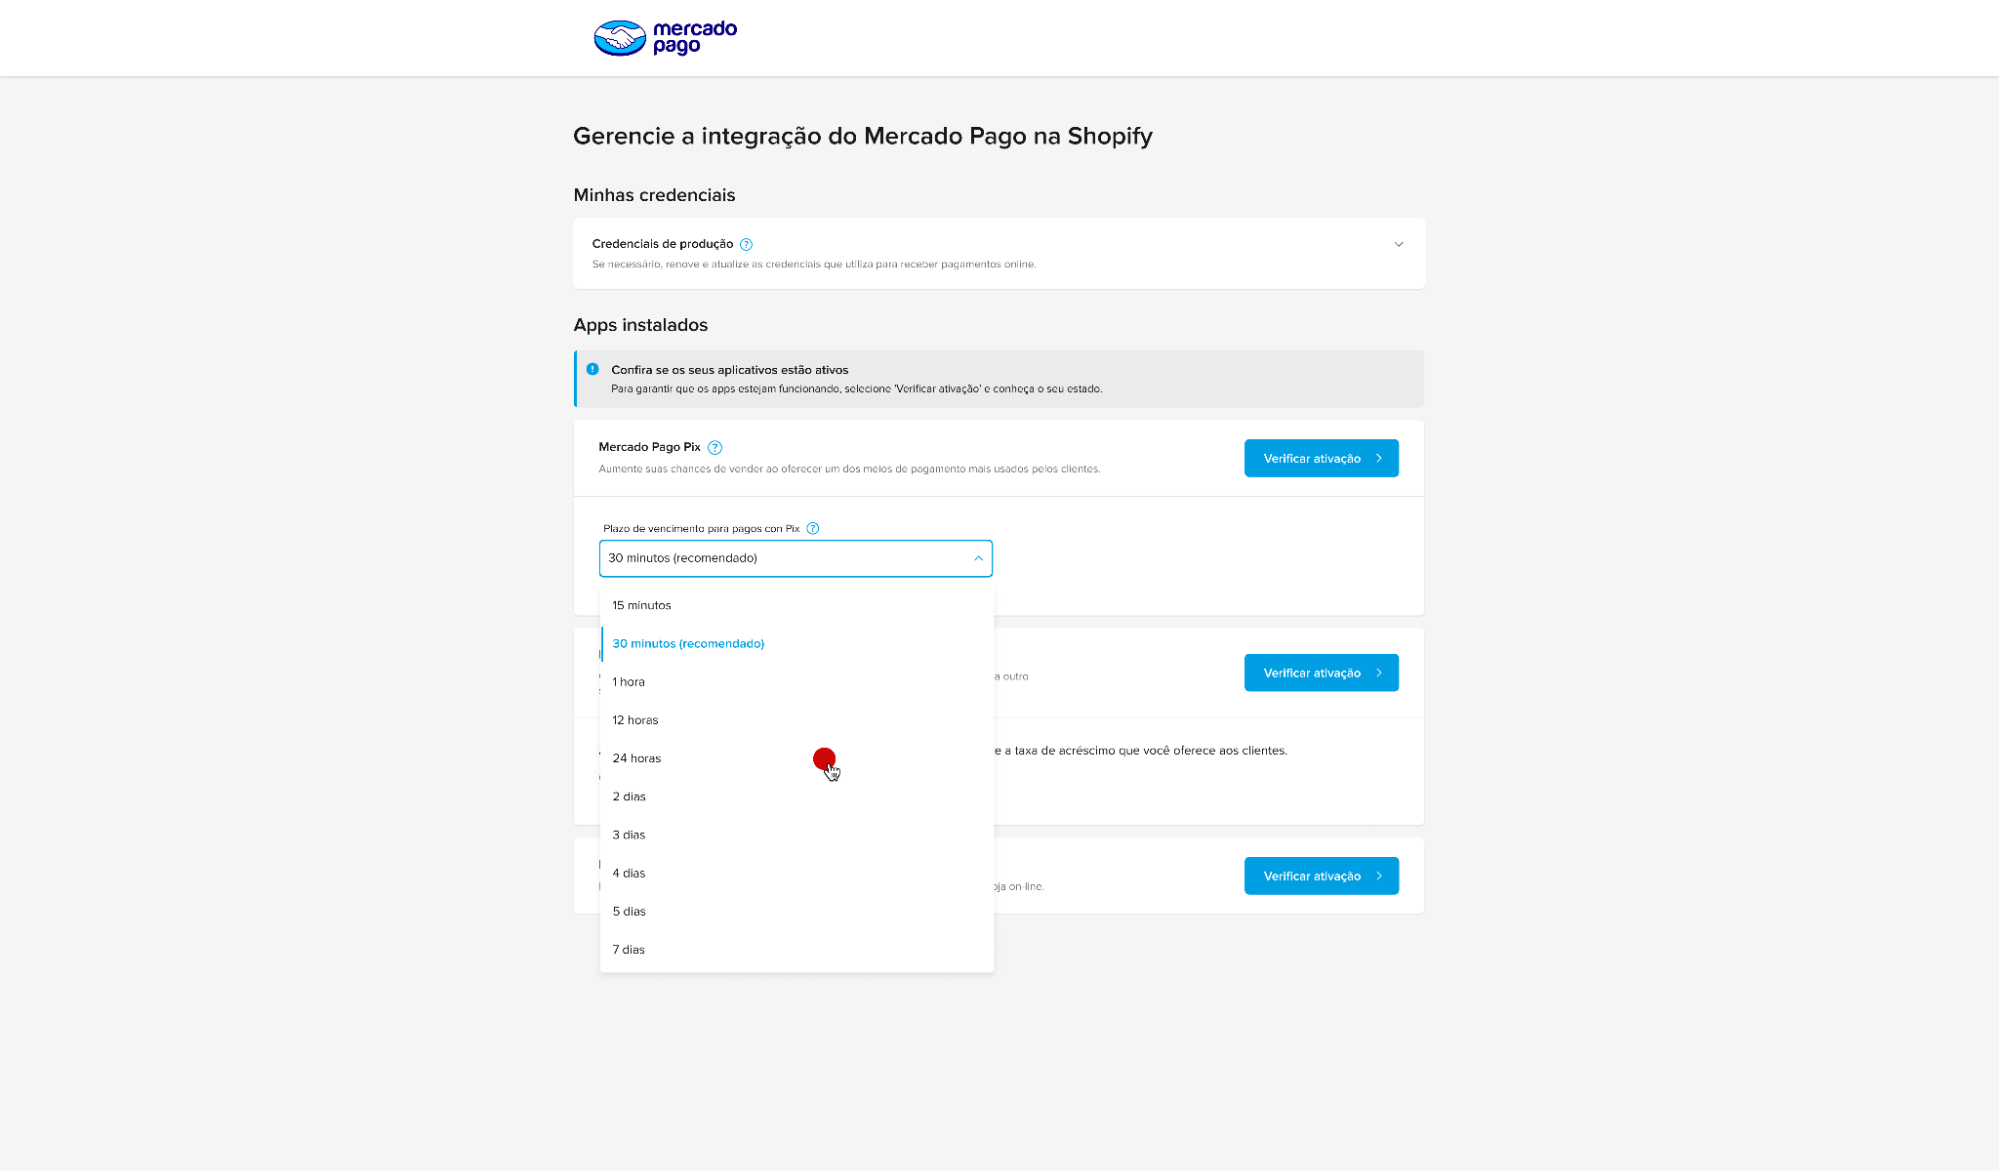 mercado
pago
Gerencie a integração do Mercado Pago na Shopify
Minhas credenciais
Credenciais de produção ?
Se necessário, renove e atualize as credenciais que utiliza para receber pagamentos online.
Apps instalados
Confira se os seus aplicativos estão ativos
Para garantir que os apps estejam funcionando, selecione 'Verificar ativação' e conheça o seu estado.
Mercado Pago Pix ?
Aumente suas chances de vender ao oferecer um dos meios de pagamento mais usados pelos clientes.
Verificar ativação
Plazo de vencimento para pagos con Pix ?
30 minutos (recomendado)
15 minutos
30 minutos (recomendado)
1 hora
12 horas
24 horas
2 dias
3 dias
4 dias
5 dias
7 dias
a outro
Verificar ativação
e a taxa de acréscimo que você oferece aos clientes.
on-line.
Verificar ativação